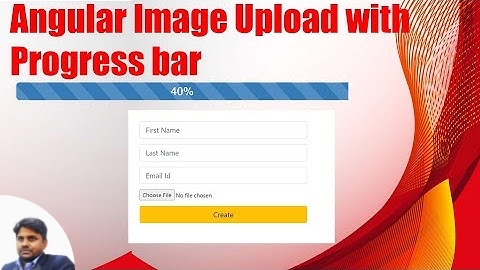 Angular Image Upload with
Progress bar
40%
First Name
Last Name
Email Id
Choose File No file chosen
Create